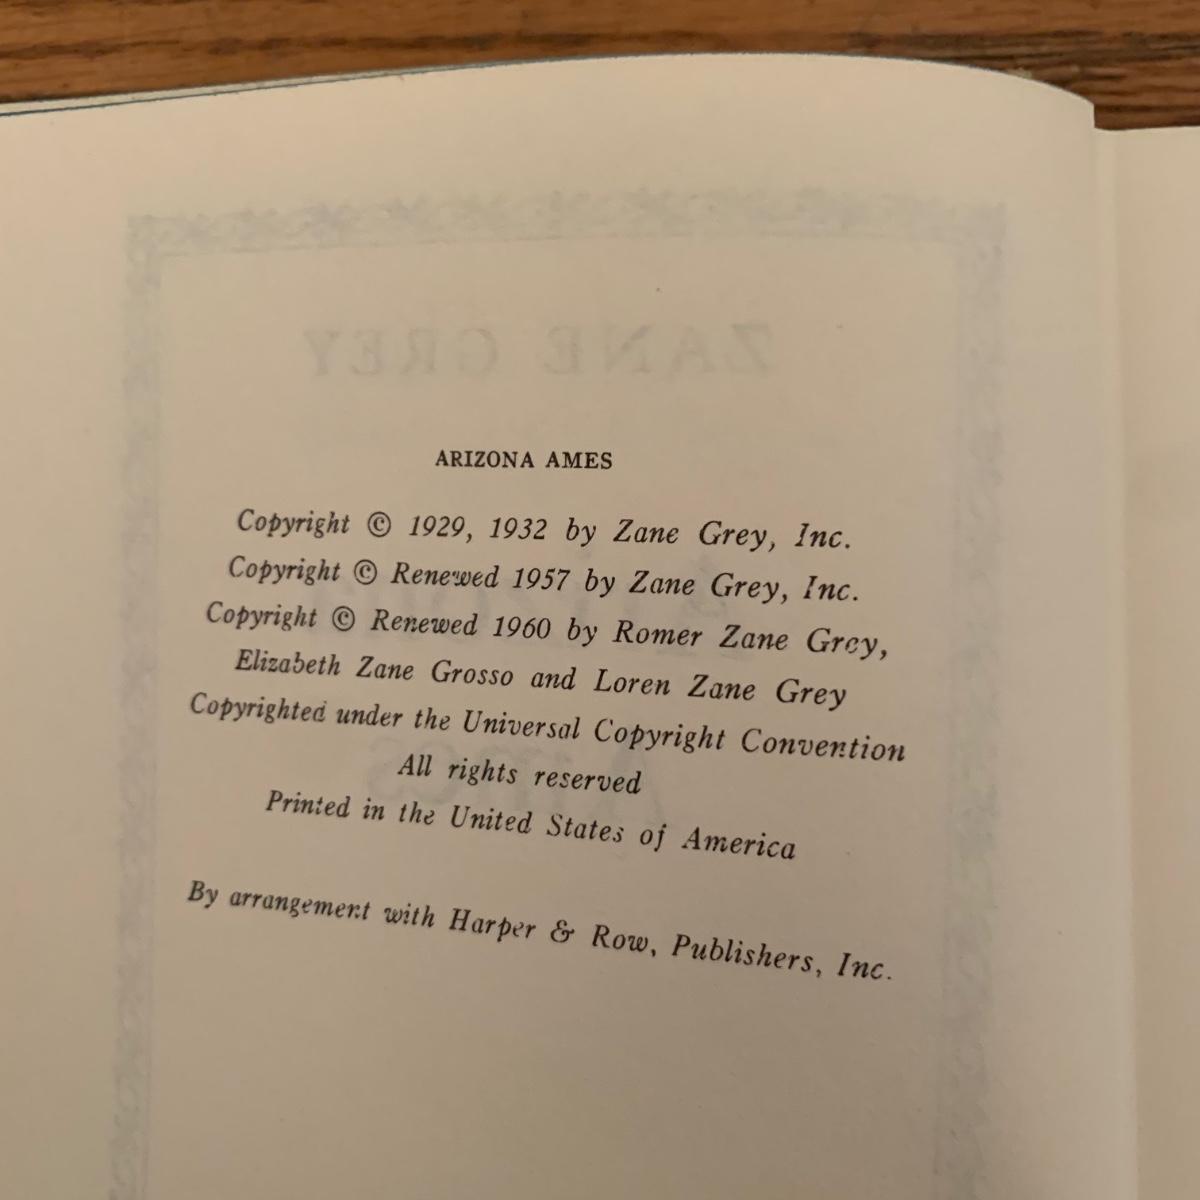 ZANE GREY
ARIZONA AMES
Copyright © 1929, 1932 by Zane Grey, Inc.
Copyright © Renewed 1957 by Zane Grey, Inc.
Copyright © Renewed 1960 by Romer Zane Grey,
Elizabeth Zane Grosso and Loren Zane Grey
Copyrighted under the Universal Copyright Convention
All rights reserved
Printed in the United States of America
By arrangement with Harper & Row, Publishers, Inc.